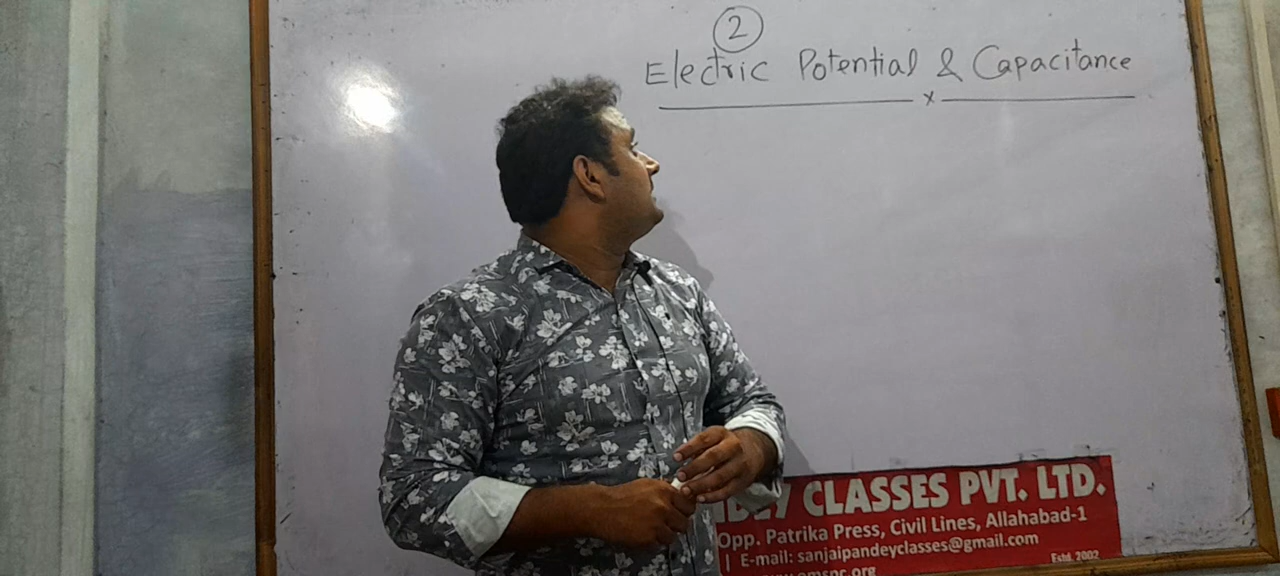 2
Electric Potential & Capacitance
x
CLASSES PVT. LTD.
Opp. Patrika Press, Civil Lines, Allahabad-1
| E-mail: sanjaipandeyclasses@gmail.com
Estd. 2002